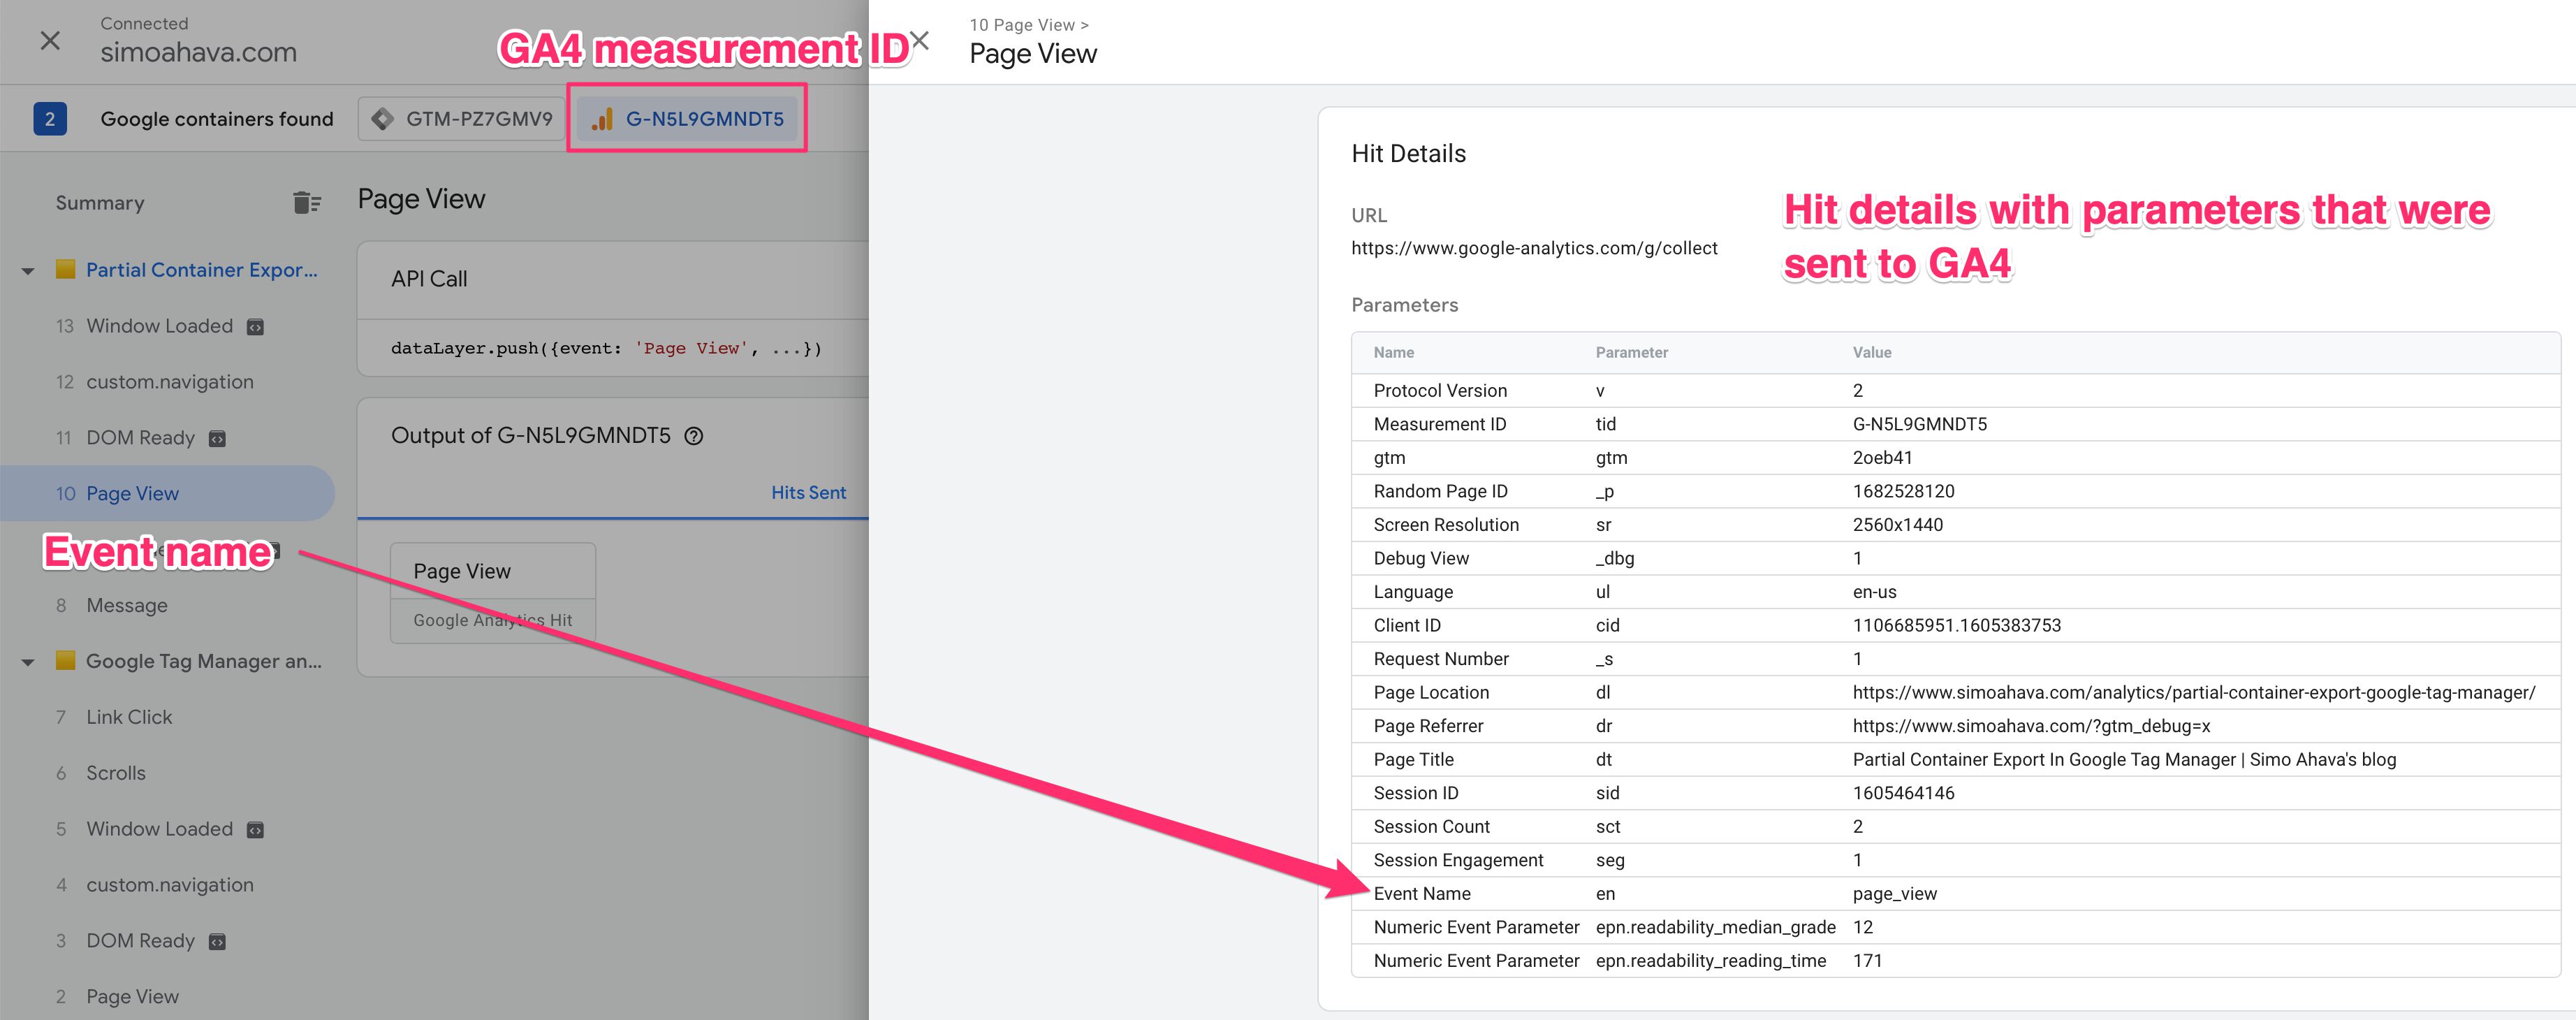 Connected
simoahava.com
GA4 measurement ID
2 Google containers found GTM-PZ7GMV9 G-N5L9GMNDT5
Summary
Partial Container Expor...
13 Window Loaded
12 custom.navigation
11 DOM Ready
10 Page View
Event name
8 Message
Google Tag Manager an...
7 Link Click
6 Scrolls
5 Window Loaded
4 custom.navigation
3 DOM Ready
2 Page View
Page View
API Call
dataLayer.push({event: 'Page View', ...})
Output of G-N5L9GMNDT5
Hits Sent
Page View
Google Analytics Hit
10 Page View >
Page View
Hit Details
URL
https://www.google-analytics.com/g/collect
Hit details with parameters that were
sent to GA4
Parameters
Name Parameter Value
Protocol Version v 2
Measurement ID tid G-N5L9GMNDT5
gtm gtm 2oeb41
Random Page ID _p 1682528120
Screen Resolution sr 2560x1440
Debug View _dbg 1
Language ul en-us
Client ID cid 1106685951.1605383753
Request Number _s 1
Page Location dl https://www.simoahava.com/analytics/partial-container-export-google-tag-manager/
Page Referrer dr https://www.simoahava.com/?gtm_debug=x
Page Title dt Partial Container Export In Google Tag Manager | Simo Ahava's blog
Session ID sid 1605464146
Session Count sct 2
Session Engagement seg 1
Event Name en page_view
Numeric Event Parameter epn.readability_median_grade 12
Numeric Event Parameter epn.readability_reading_time 171